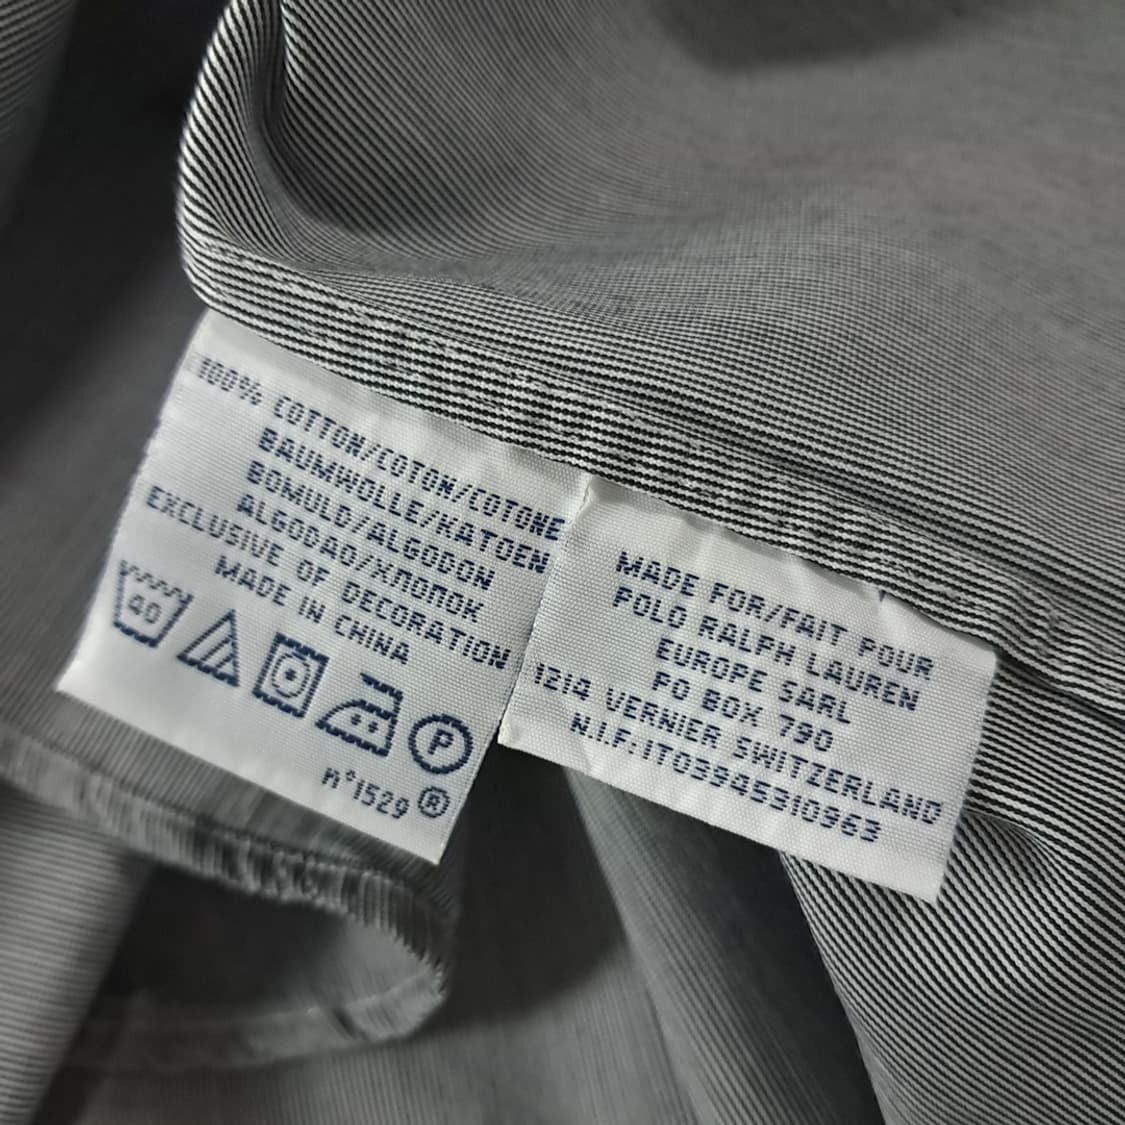 100% COTTON/COTON/COTONE
BAUMWOLLE/KATOEN
BOMULD/ALGODON
ALGODAO/ХЛОПОК
EXCLUSIVE OF DECORATION
MADE IN CHINA
40
P
n°1529 ®
MADE FOR/FAIT POUR
POLO RALPH LAUREN
EUROPE SARL
PO BOX 790
1214 VERNIER SWITZERLAND
N.I.F:IT03945310963